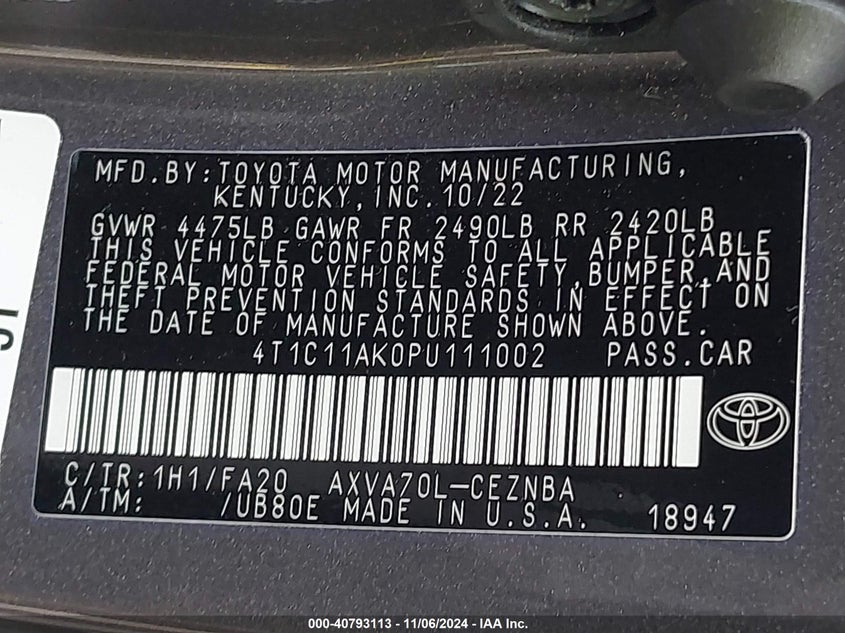 MFD.BY:TOYOTA MOTOR MANUFACTURING,
KENTUCKY,INC.10/22
GVWR 4475LB GAWR FR 2490LB RR 2420LB
THIS VEHICLE CONFORMS TO ALL APPLICABLE
FEDERAL MOTOR VEHICLE SAFETY,BUMPER,AND
THEFT PREVENTION STANDARDS IN EFFECT ON
THE DATE OF MANUFACTURE SHOWN ABOVE.
4T1C11AK0PU111002 PASS.CAR
C/TR:1H1/FA20 AXVA70L-CEZNBA
A/TM: /UB80E MADE IN U.S.A. 18947
000-40793113 - 11/06/2024 - IAA Inc.